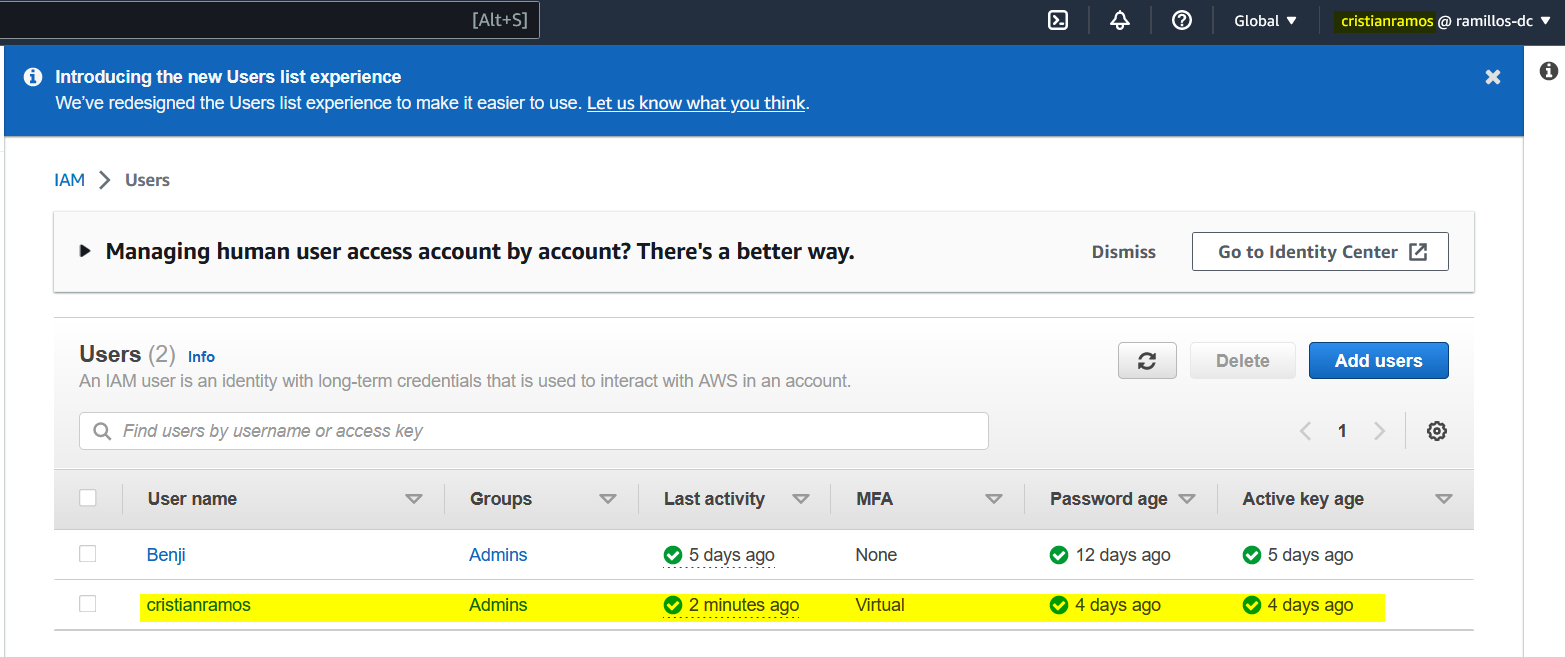 [Alt+S] Global cristianramos @ ramillos-dc
Introducing the new Users list experience
We've redesigned the Users list experience to make it easier to use. Let us know what you think.
IAM Users
Managing human user access account by account? There's a better way. Dismiss Go to Identity Center
Users (2) Info
An IAM user is an identity with long-term credentials that is used to interact with AWS in an account.
Delete Add users
Find users by username or access key 1
User name Groups Last activity MFA Password age Active key age
Benji Admins 5 days ago None 12 days ago 5 days ago
cristianramos Admins 2 minutes ago Virtual 4 days ago 4 days ago